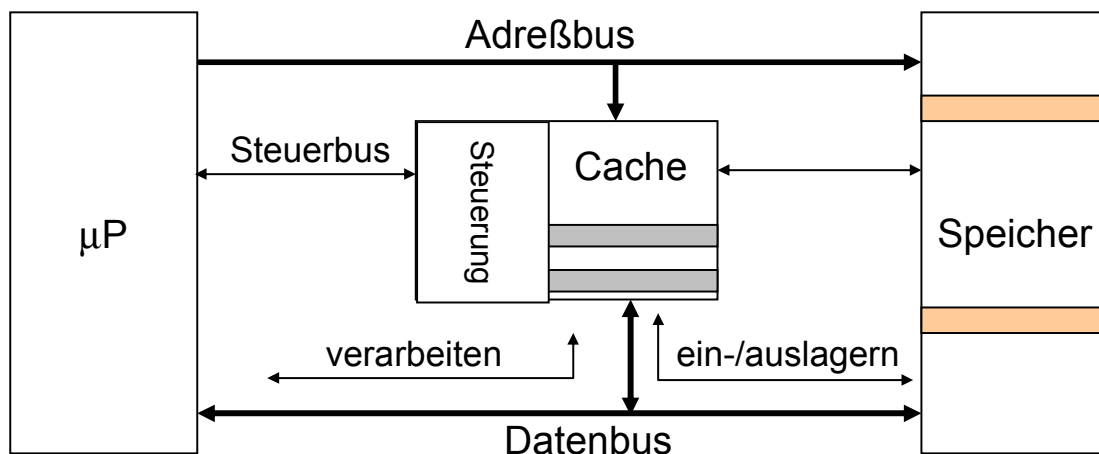 Adreßbus
Steuerbus
Steuerung
Cache
μP
Speicher
verarbeiten
ein-/auslagern
Datenbus